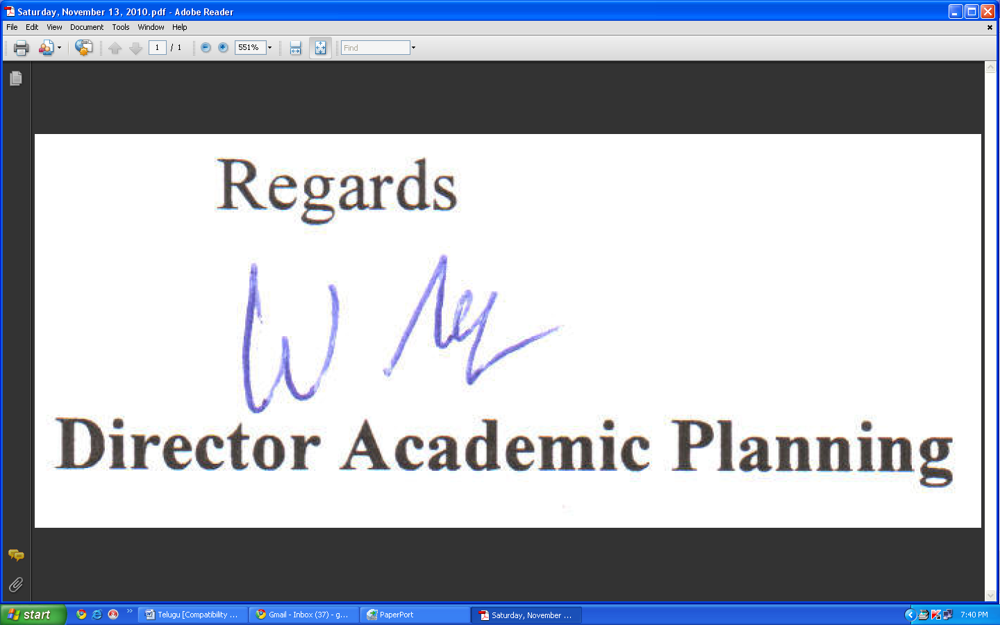 Saturday, November 13, 2010.pdf - Adobe Reader
File Edit View Document Tools Window Help
1 / 1 551% Find
Regards
Director Academic Planning
start Telugu [Compatibility ... Gmail - Inbox (37) - g... PaperPort Saturday, November ... 7:40 PM